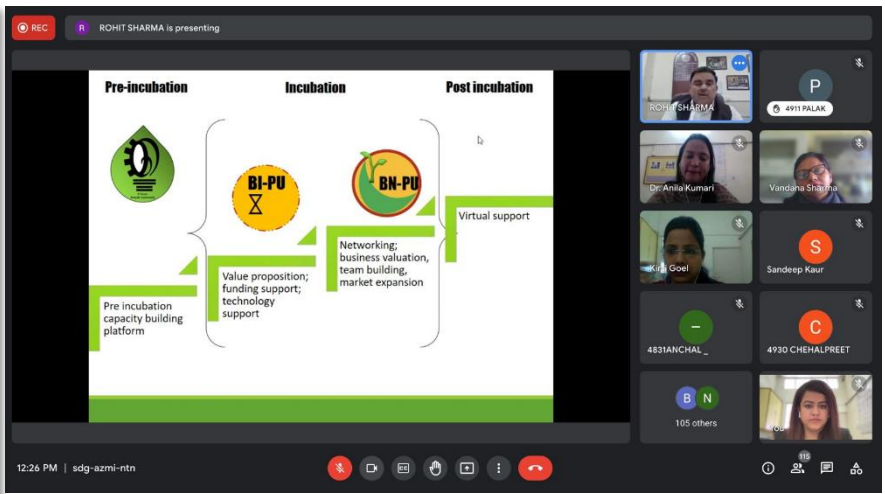 REC
R ROHIT SHARMA is presenting
Pre-incubation
Incubation
Post incubation
BI-PU
BN-PU
Pre incubation
capacity building
platform
Value proposition;
funding support;
technology
support
Networking;
business valuation,
team building,
market expansion
Virtual support
ROHIT SHARMA
P
4911 PALAK
Dr. Anila Kumari
Vandana Sharma
Goel
S
Sandeep Kaur
–
4831ANCHAL _
C
4930 CHEHALPREET
B N
105 others
12:26 PM | sdg-azmi-ntn
CC
115